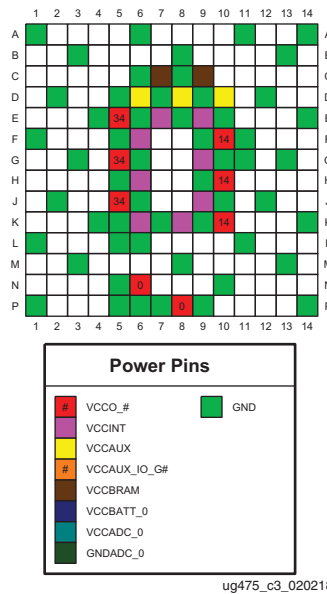 1 2 3 4 5 6 7 8 9 10 11 12 13 14
A A
B B
C C
D D
E 34 E
F 14 F
G 34 G
H 14 H
J 34 J
K 14 K
L L
M M
N 0 N
P 0 P
1 2 3 4 5 6 7 8 9 10 11 12 13 14
Power Pins
# VCCO_# GND
VCCINT
VCCAUX
# VCCAUX_IO_G#
VCCBRAM
VCCBATT_0
VCCADC_0
GNDADC_0
ug475_c3_020218